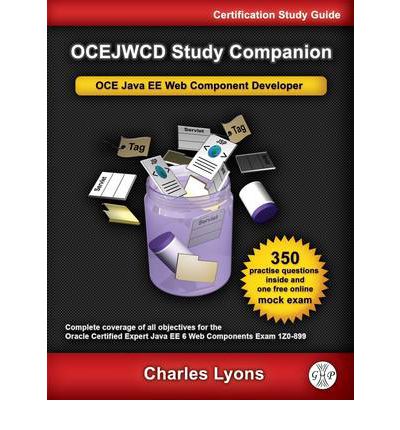 Certification Study Guide
OCEJWCD Study Companion
OCE Java EE Web Component Developer
Tag
Tag
Servlet
JSP
JSP
Servlet
Servlet
350
practise questions
inside and
one free online
mock exam
Complete coverage of all objectives for the
Oracle Certified Expert Java EE 6 Web Components Exam 1Z0-899
Charles Lyons
GHP